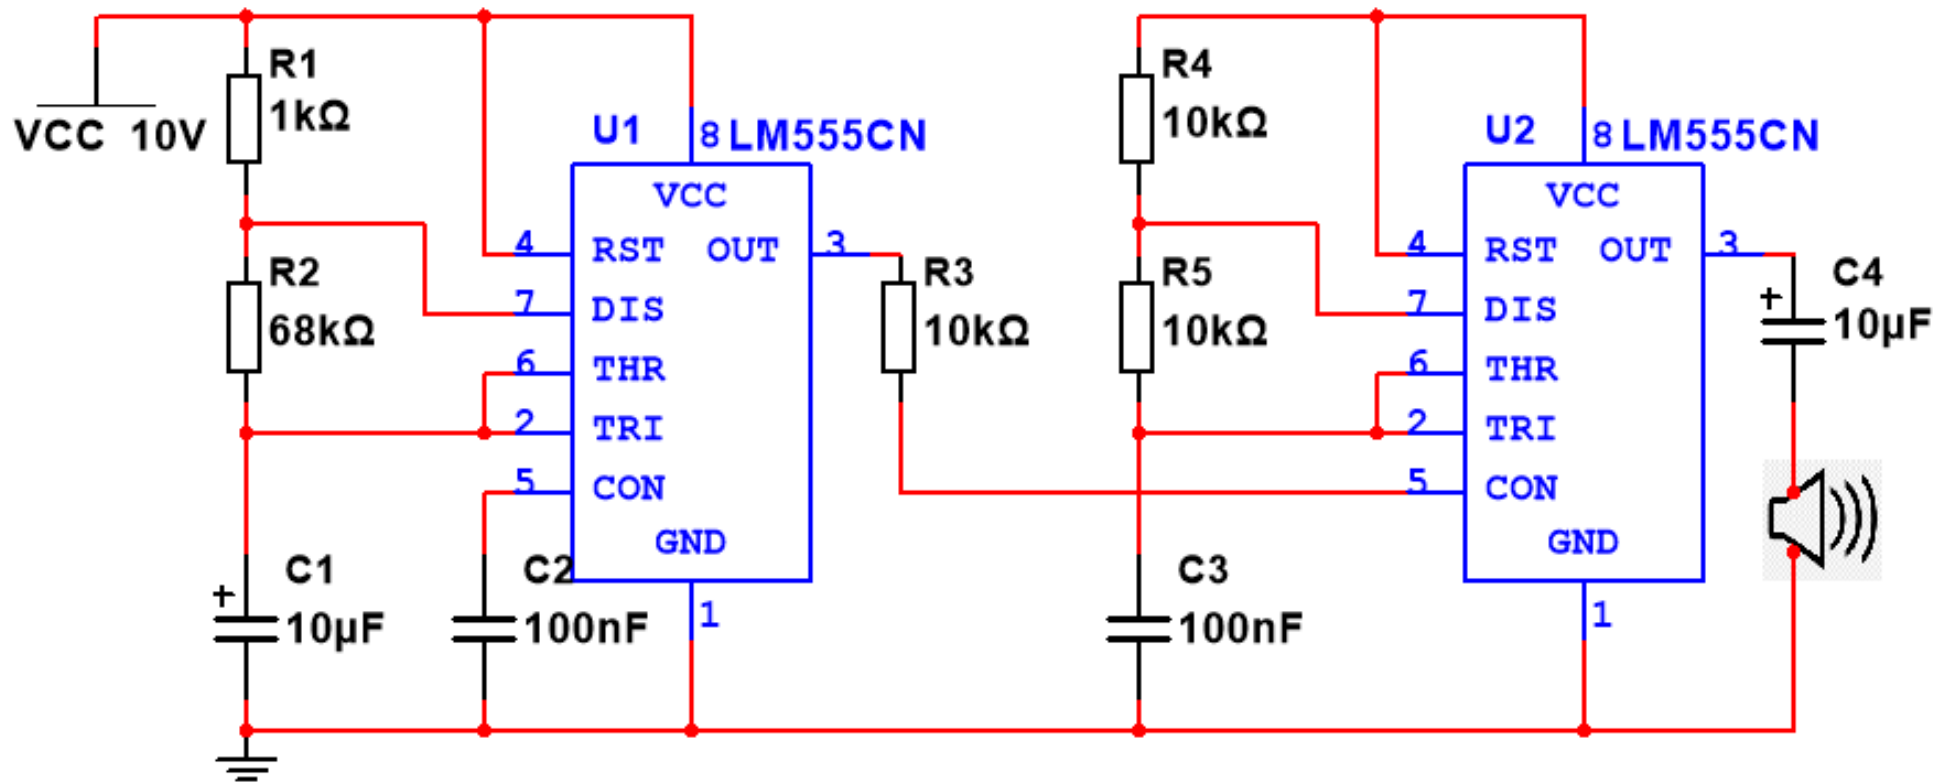 VCC 10V
R1
1kΩ
R2
68kΩ
C1
+
10µF
C2
100nF
U1
8 LM555CN
VCC
4 RST OUT 3
7 DIS
6 THR
2 TRI
5 CON
GND
1
R3
10kΩ
R4
10kΩ
R5
10kΩ
C3
100nF
U2
8 LM555CN
VCC
4 RST OUT 3
7 DIS
6 THR
2 TRI
5 CON
GND
1
C4
+
10µF